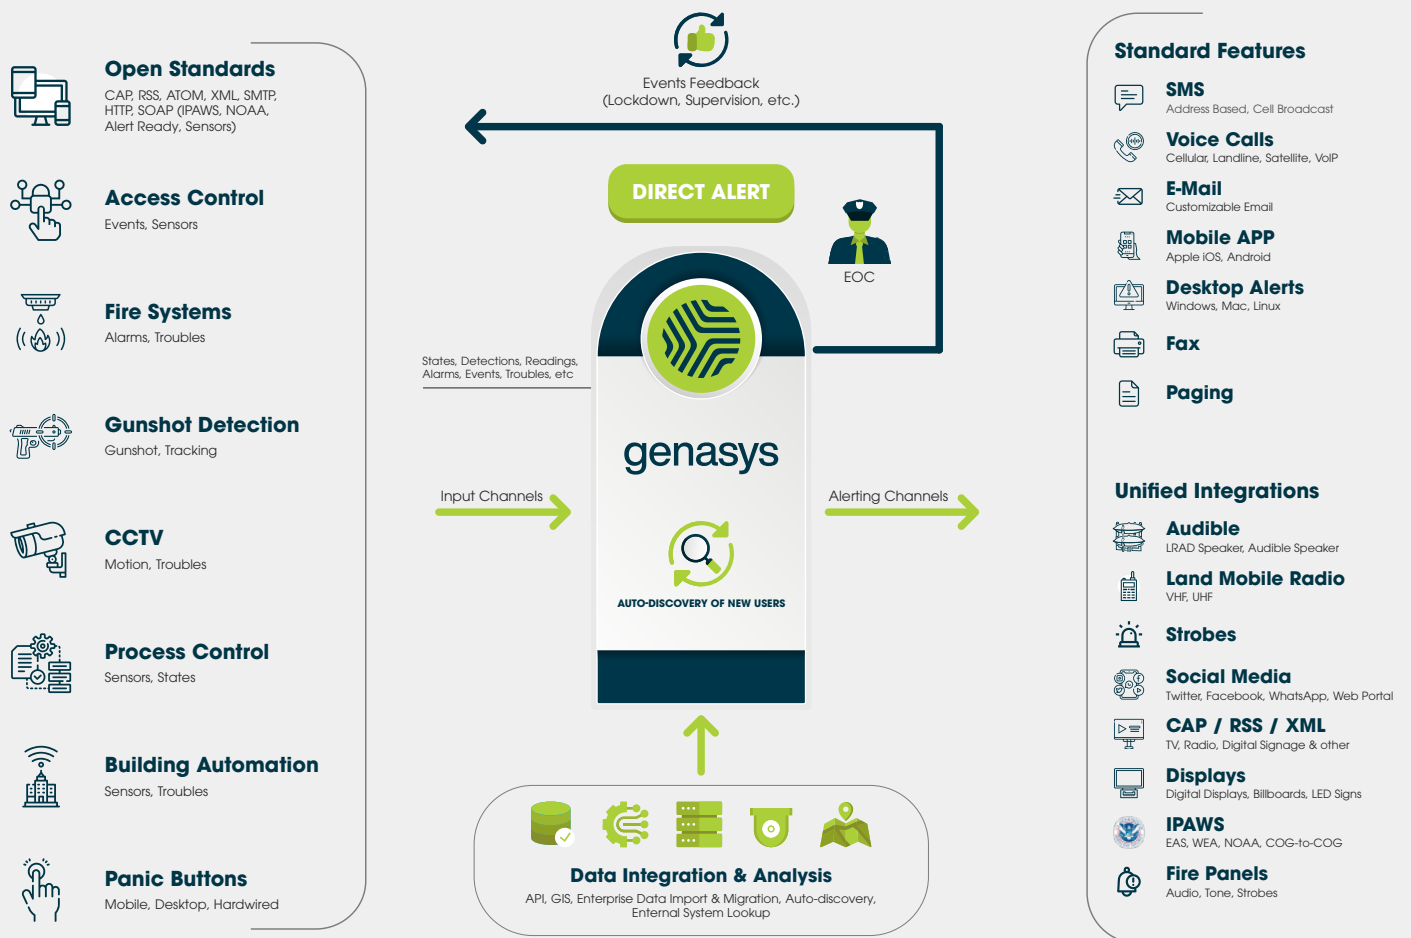 Open Standards
CAP, RSS, ATOM, XML, SMTP,
HTTP, SOAP (IPAWS, NOAA,
Alert Ready, Sensors)
Access Control
Events, Sensors
Fire Systems
Alarms, Troubles
Gunshot Detection
Gunshot, Tracking
CCTV
Motion, Troubles
Process Control
Sensors, States
Building Automation
Sensors, Troubles
Panic Buttons
Mobile, Desktop, Hardwired
Events Feedback
(Lockdown, Supervision, etc.)
DIRECT ALERT
EOC
States, Detections, Readings,
Alarms, Events, Troubles, etc
genasys
Input Channels
Alerting Channels
AUTO-DISCOVERY OF NEW USERS
Data Integration & Analysis
API, GIS, Enterprise Data Import & Migration, Auto-discovery,
Enternal System Lookup
Standard Features
SMS
Address Based, Cell Broadcast
Voice Calls
Cellular, Landline, Satellite, VoIP
E-Mail
Customizable Email
Mobile APP
Apple iOS, Android
Desktop Alerts
Windows, Mac, Linux
Fax
Paging
Unified Integrations
Audible
LRAD Speaker, Audible Speaker
Land Mobile Radio
VHF, UHF
Strobes
Social Media
Twitter, Facebook, WhatsApp, Web Portal
CAP / RSS / XML
TV, Radio, Digital Signage & other
Displays
Digital Displays, Billboards, LED Signs
IPAWS
EAS, WEA, NOAA, COG-to-COG
Fire Panels
Audio, Tone, Strobes